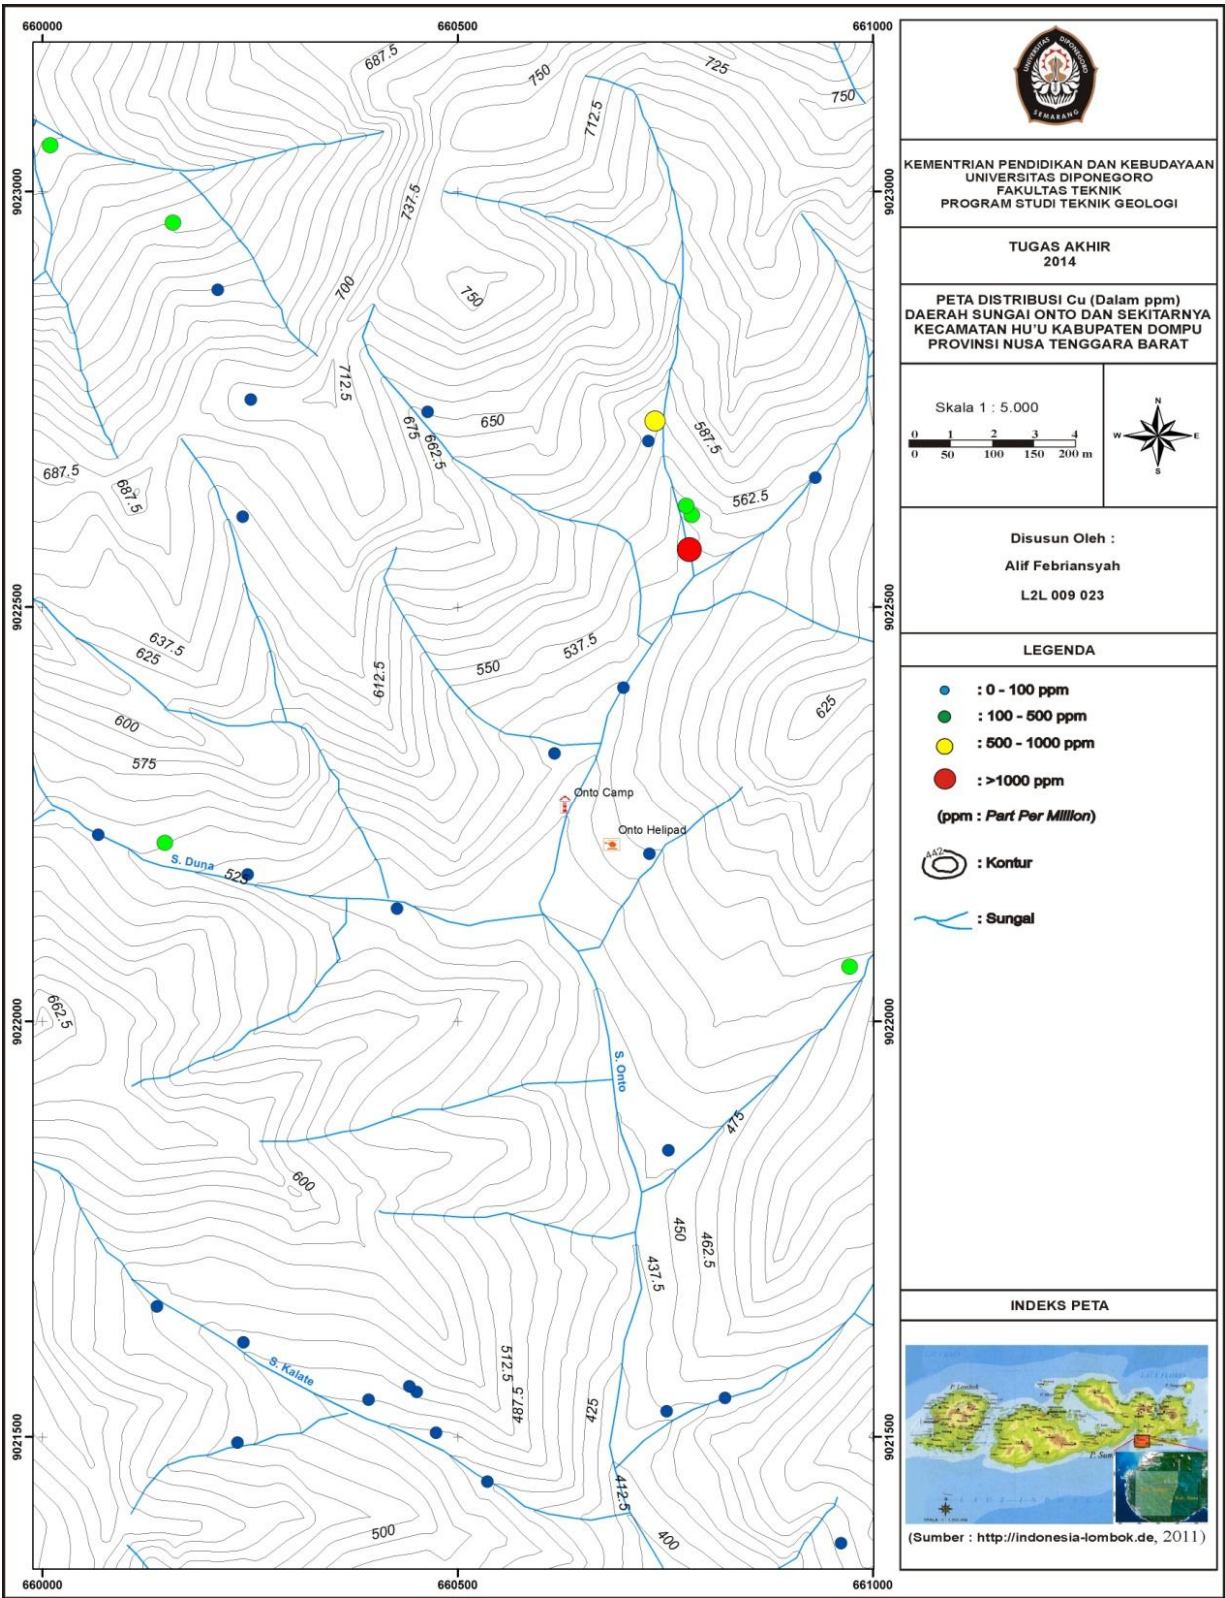 660000
660500
661000
9023000
9022500
9022000
9021500
9023000
9022500
9022000
9021500
687.5
750
725
750
712.5
737.5
700
750
712.5
650
675
662.5
587.5
562.5
687.5
687.5
637.5
625
612.5
550
537.5
625
600
575
Onto Camp
Onto Helipad
S. Duna
525
662.5
S. Onto
475
600
450
462.5
437.5
S. Kalate
512.5
487.5
425
412.5
500
400
660000
660500
661000
UNIVERSITAS DIPONEGORO
SEMARANG
KEMENTRIAN PENDIDIKAN DAN KEBUDAYAAN
UNIVERSITAS DIPONEGORO
FAKULTAS TEKNIK
PROGRAM STUDI TEKNIK GEOLOGI
TUGAS AKHIR
2014
PETA DISTRIBUSI Cu (Dalam ppm)
DAERAH SUNGAI ONTO DAN SEKITARNYA
KECAMATAN HU'U KABUPATEN DOMPU
PROVINSI NUSA TENGGARA BARAT
Skala 1 : 5.000
0 1 2 3 4
0 50 100 150 200 m
N
W E
S
Disusun Oleh :
Alif Febriansyah
L2L 009 023
LEGENDA
: 0 - 100 ppm
: 100 - 500 ppm
: 500 - 1000 ppm
: >1000 ppm
(ppm : Part Per Million)
442
: Kontur
: Sungai
INDEKS PETA
P. Lombok
P. Sum
(Sumber : http://indonesia-lombok.de, 2011)